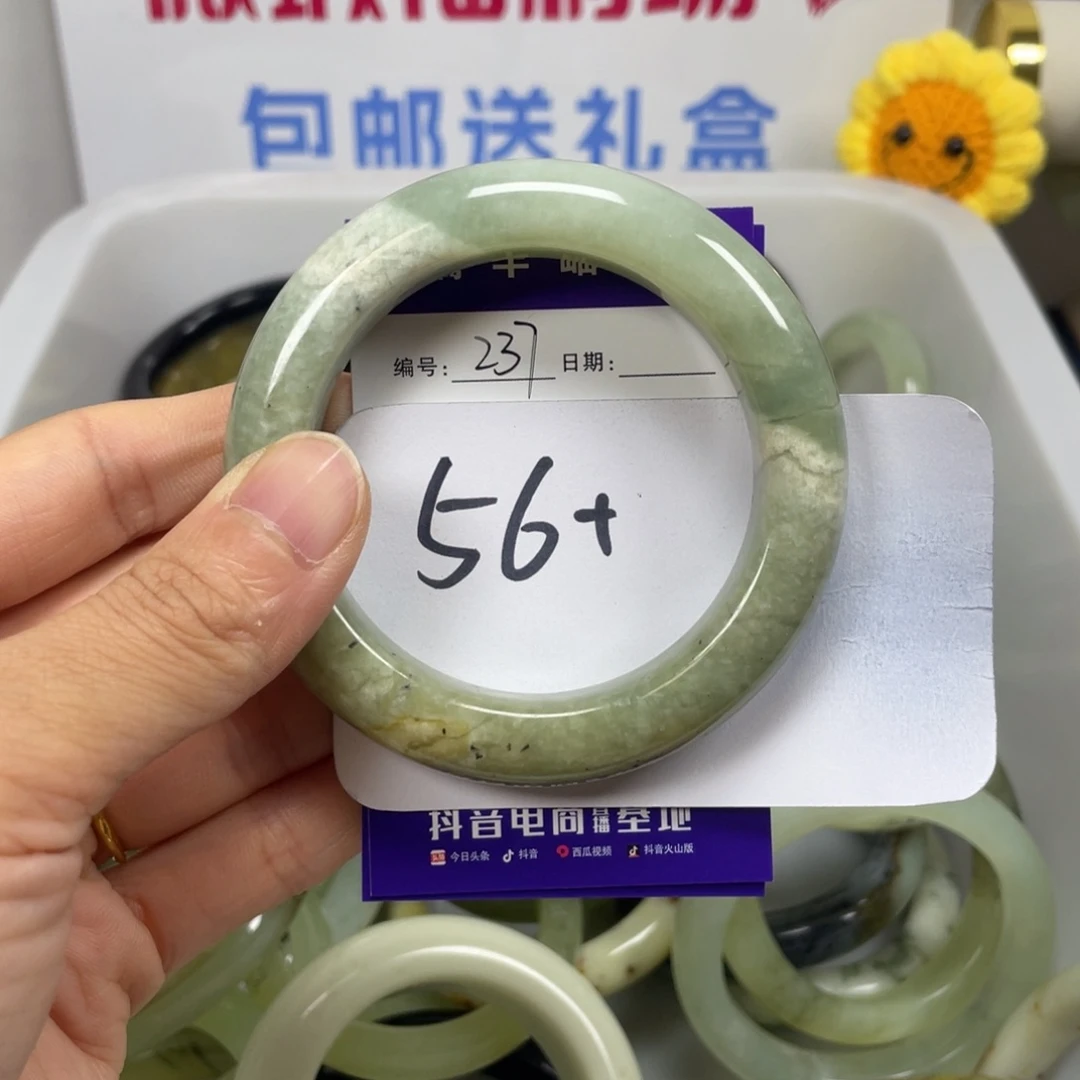 包邮送礼盒
编号: 237 日期:
56+
抖音电商直播基地
今日头条 抖音 西瓜视频 抖音火山版